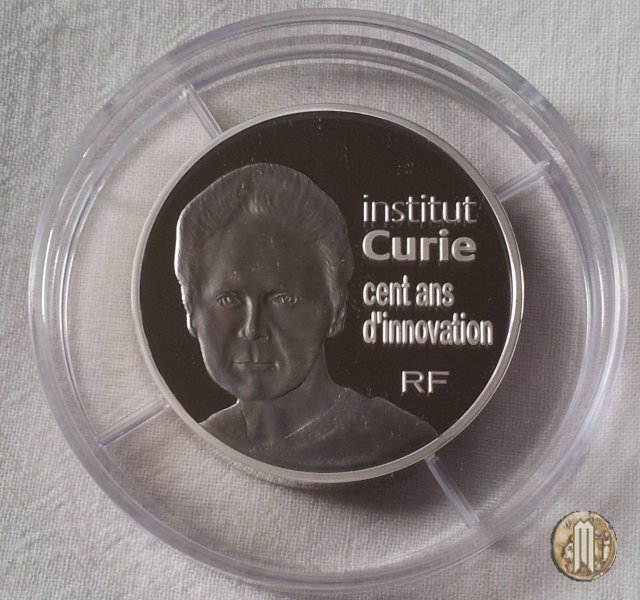 institut
Curie
cent ans
d'innovation
RF